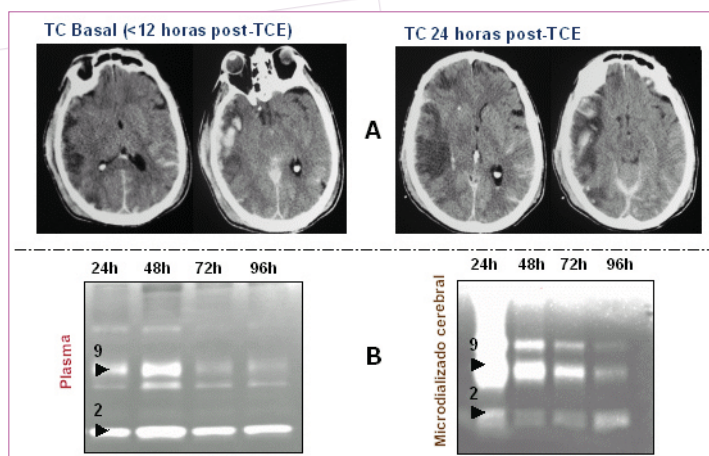 TC Basal (<12 horas post-TCE)
TC 24 horas post-TCE
A
24h 48h 72h 96h
Plasma
9
2
B
24h 48h 72h 96h
Microdializado cerebral
9
2